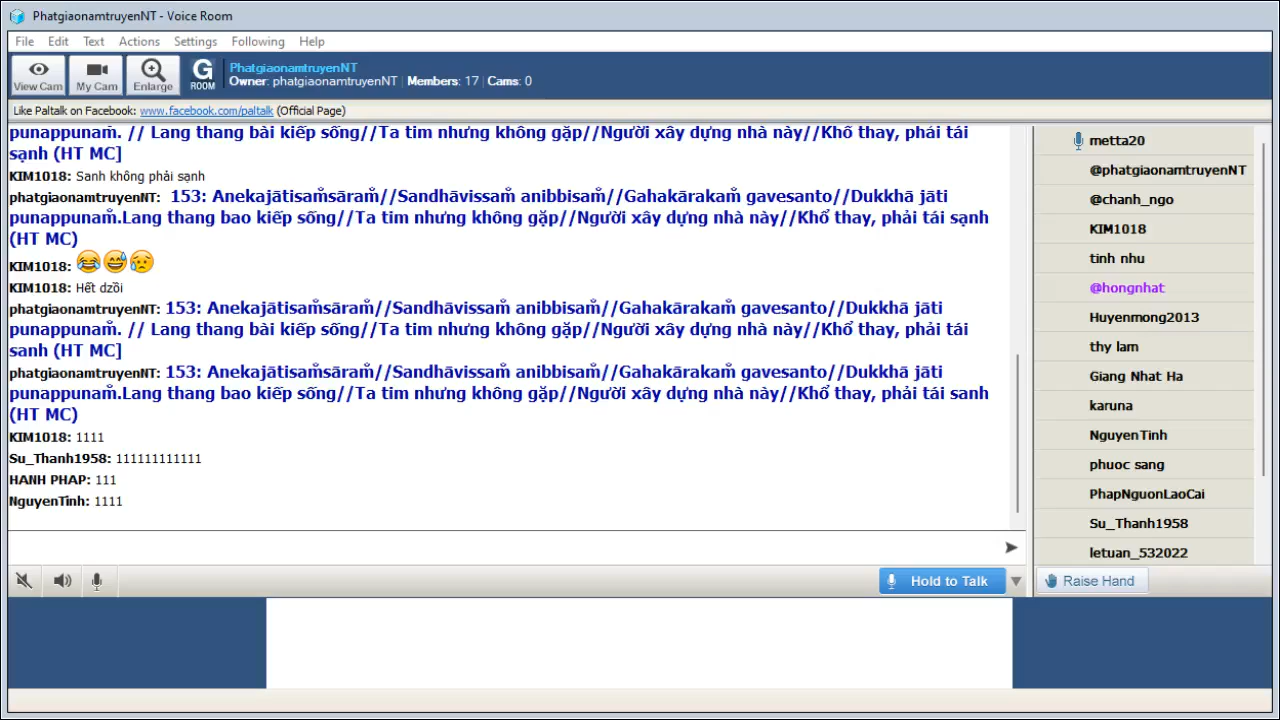 PhatgiaonamtruyenNT - Voice Room
File Edit Text Actions Settings Following Help
View Cam My Cam Enlarge G ROOM
PhatgiaonamtruyenNT
Owner: phatgiaonamtruyenNT | Members: 17 | Cams: 0
Like Paltalk on Facebook: www.facebook.com/paltalk (Official Page)
punappunaṁ. // Lang thang bài kiếp sống//Ta tìm nhưng không gặp//Người xây dựng nhà này//Khổ thay, phải tái
sạnh (HT MC]
KIM1018: Sanh không phải sạnh
phatgiaonamtruyenNT: 153: Anekajātisaṁsāraṁ//Sandhāvissaṁ anibbisaṁ//Gahakārakaṁ gavesanto//Dukkhā jāti
punappunaṁ.Lang thang bao kiếp sống//Ta tìm nhưng không gặp//Người xây dựng nhà này//Khổ thay, phải tái sạnh
(HT MC)
KIM1018: 😂😅😥
KIM1018: Hết dzồi
phatgiaonamtruyenNT: 153: Anekajātisaṁsāraṁ//Sandhāvissaṁ anibbisaṁ//Gahakārakaṁ gavesanto//Dukkhā jāti
punappunaṁ. // Lang thang bài kiếp sống//Ta tìm nhưng không gặp//Người xây dựng nhà này//Khổ thay, phải tái
sanh (HT MC]
phatgiaonamtruyenNT: 153: Anekajātisaṁsāraṁ//Sandhāvissaṁ anibbisaṁ//Gahakārakaṁ gavesanto//Dukkhā jāti
punappunaṁ.Lang thang bao kiếp sống//Ta tìm nhưng không gặp//Người xây dựng nhà này//Khổ thay, phải tái sanh
(HT MC)
KIM1018: 1111
Su_Thanh1958: 111111111111
HANH PHAP: 111
NguyenTinh: 1111
Hold to Talk
metta20
@phatgiaonamtruyenNT
@chanh_ngo
KIM1018
tinh nhu
@hongnhat
Huyenmong2013
thy lam
Giang Nhat Ha
karuna
NguyenTinh
phuoc sang
PhapNguonLaoCai
Su_Thanh1958
letuan_532022
Raise Hand